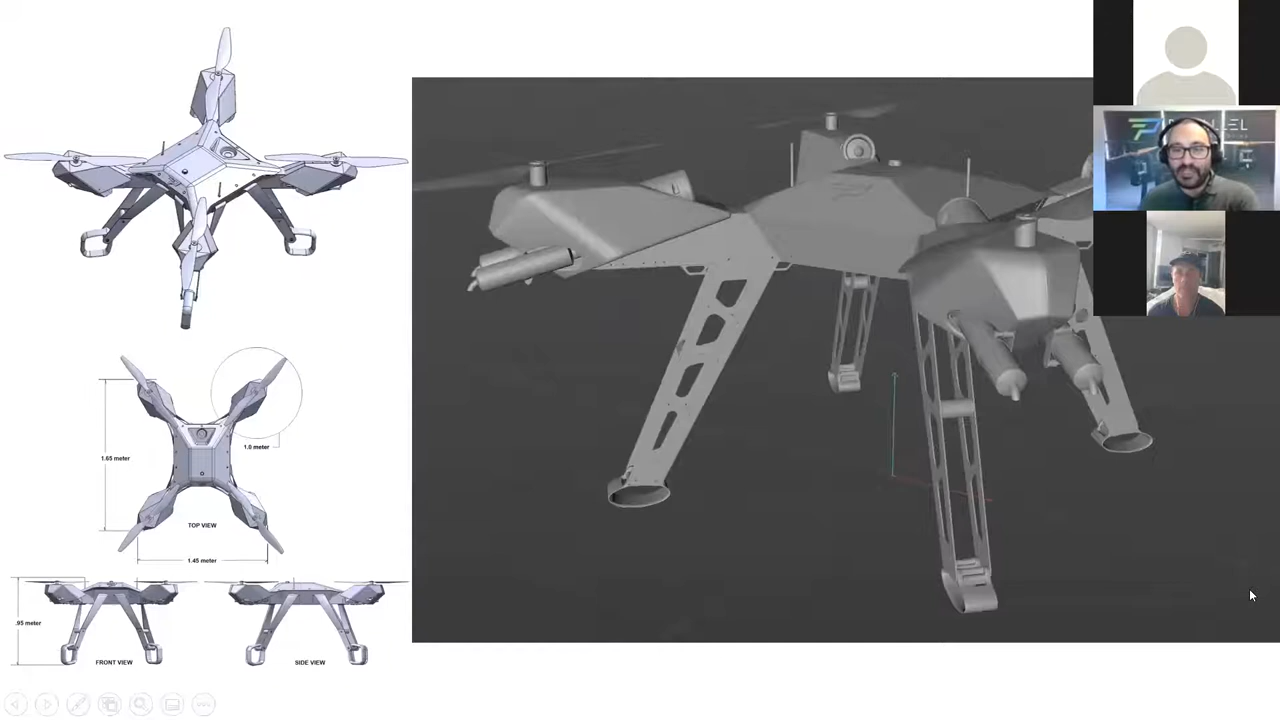 1.0 meter
1.65 meter
TOP VIEW
1.45 meter
.95 meter
FRONT VIEW
SIDE VIEW